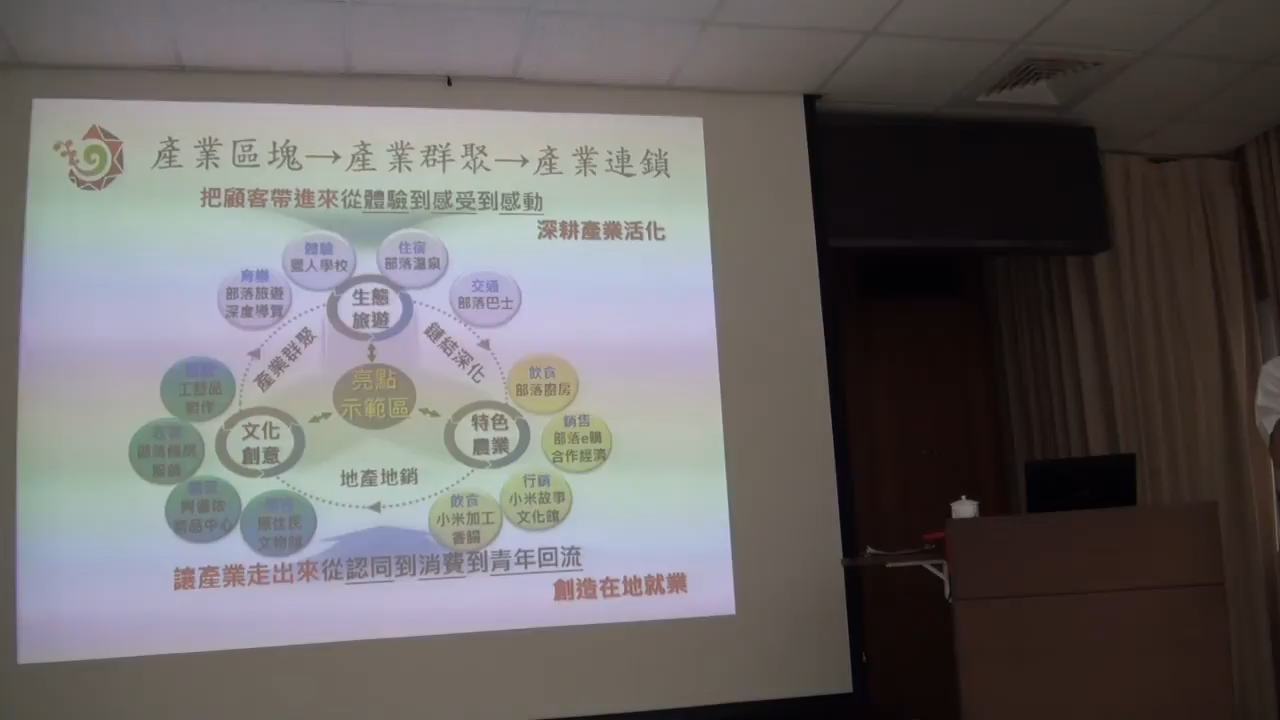 產業區塊→產業群聚→產業連鎖
把顧客帶進來從體驗到感受到感動
深耕產業活化
體驗
獵人學校
住宿
部落溫泉
育樂
部落旅遊
深度導覽
交通
部落巴士
生態
旅遊
產業群聚
鏈結深化
亮點
示範區
工藝品
飲食
部落廚房
文化
創意
特色
農業
銷售
部落e購
合作經濟
地產地銷
行銷
小米故事
文化館
飲食
小米加工
香腸
原住民
文物館
讓產業走出來從認同到消費到青年回流
創造在地就業